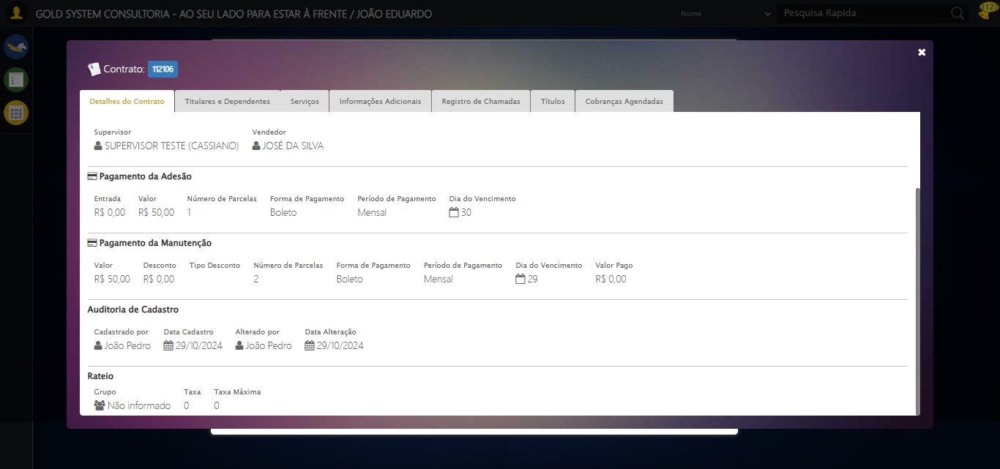 GOLD SYSTEM CONSULTORIA - AO SEU LADO PARA ESTAR À FRENTE / JOÃO EDUARDO
Nome
Pesquisa Rapida
2127
Contrato: 112106
Detalhes do Contrato Titulares e Dependentes Serviços Informações Adicionais Registro de Chamadas Títulos Cobranças Agendadas
Supervisor Vendedor
SUPERVISOR TESTE (CASSIANO) JOSÉ DA SILVA
Pagamento da Adesão
Entrada Valor Número de Parcelas Forma de Pagamento Período de Pagamento Dia do Vencimento
R$ 0,00 R$ 50,00 1 Boleto Mensal 30
Pagamento da Manutenção
Valor Desconto Tipo Desconto Número de Parcelas Forma de Pagamento Período de Pagamento Dia do Vencimento Valor Pago
R$ 50,00 R$ 0,00 2 Boleto Mensal 29 R$ 0,00
Auditoria de Cadastro
Cadastrado por Data Cadastro Alterado por Data Alteração
João Pedro 29/10/2024 João Pedro 29/10/2024
Rateio
Grupo Taxa Taxa Máxima
Não informado 0 0